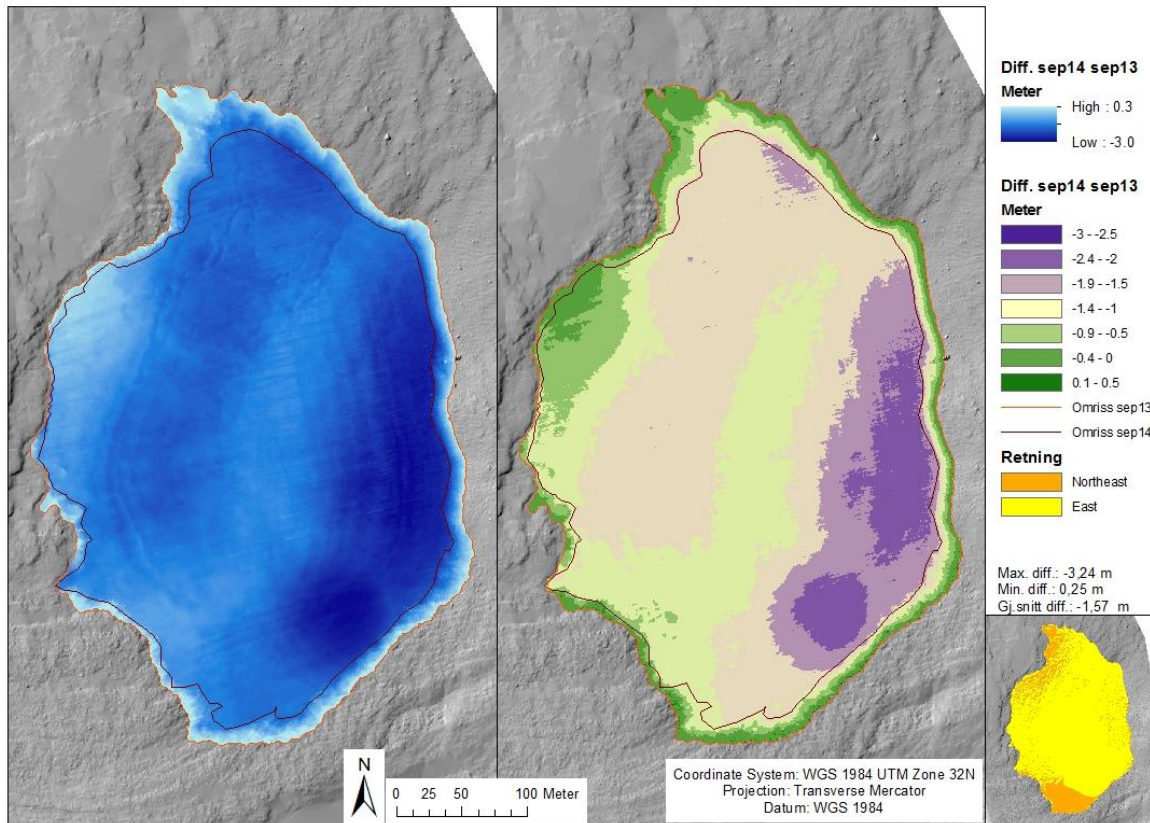 Diff. sep14 sep13
Meter
High : 0.3
Low : -3.0
Diff. sep14 sep13
Meter
-3 - -2.5
-2.4 - -2
-1.9 - -1.5
-1.4 - -1
-0.9 - -0.5
-0.4 - 0
0.1 - 0.5
Omriss sep13
Omriss sep14
Retning
Northeast
East
Max. diff.: -3,24 m
Min. diff.: 0,25 m
Gj.snitt diff.: -1,57 m
N
0 25 50 100 Meter
Coordinate System: WGS 1984 UTM Zone 32N
Projection: Transverse Mercator
Datum: WGS 1984